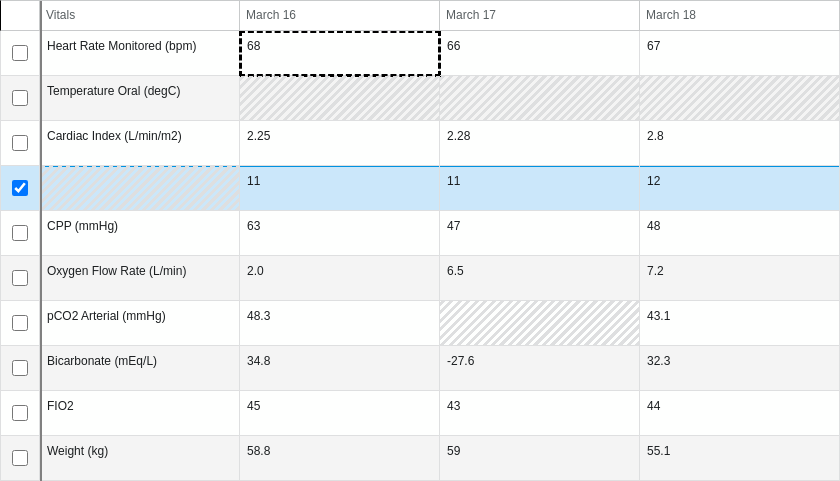 Vitals March 16 March 17 March 18
Heart Rate Monitored (bpm) 68 66 67
Temperature Oral (degC)
Cardiac Index (L/min/m2) 2.25 2.28 2.8
11 11 12
CPP (mmHg) 63 47 48
Oxygen Flow Rate (L/min) 2.0 6.5 7.2
pCO2 Arterial (mmHg) 48.3 43.1
Bicarbonate (mEq/L) 34.8 -27.6 32.3
FIO2 45 43 44
Weight (kg) 58.8 59 55.1